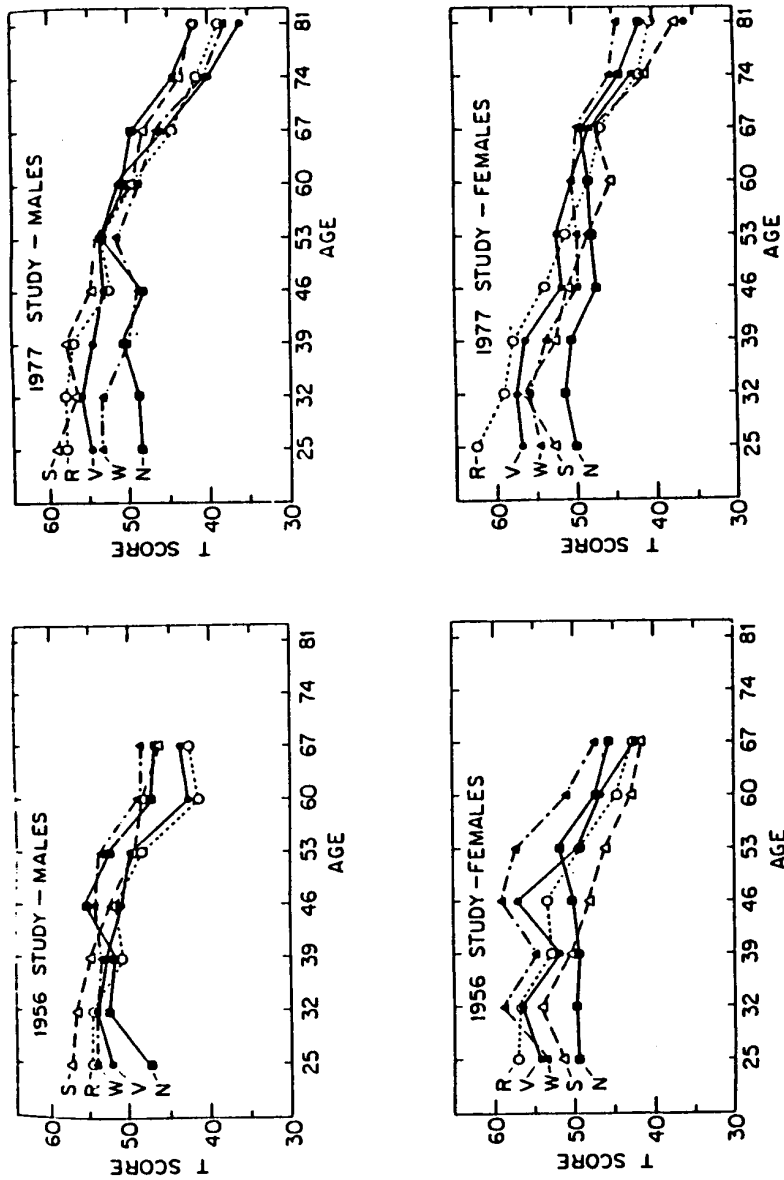 1956 STUDY – MALES
60
50
40
30
T SCORE
S
R
W
V
N
25 32 39 46 53 60 67 74 81
AGE
1977 STUDY – MALES
60
50
40
30
T SCORE
S
R
V
W
N
25 32 39 46 53 60 67 74 81
AGE
1956 STUDY – FEMALES
60
50
40
30
T SCORE
R
V
W
S
N
25 32 39 46 53 60 67 74 81
AGE
1977 STUDY – FEMALES
60
50
40
30
T SCORE
R
V
W
S
N
25 32 39 46 53 60 67 74 81
AGE